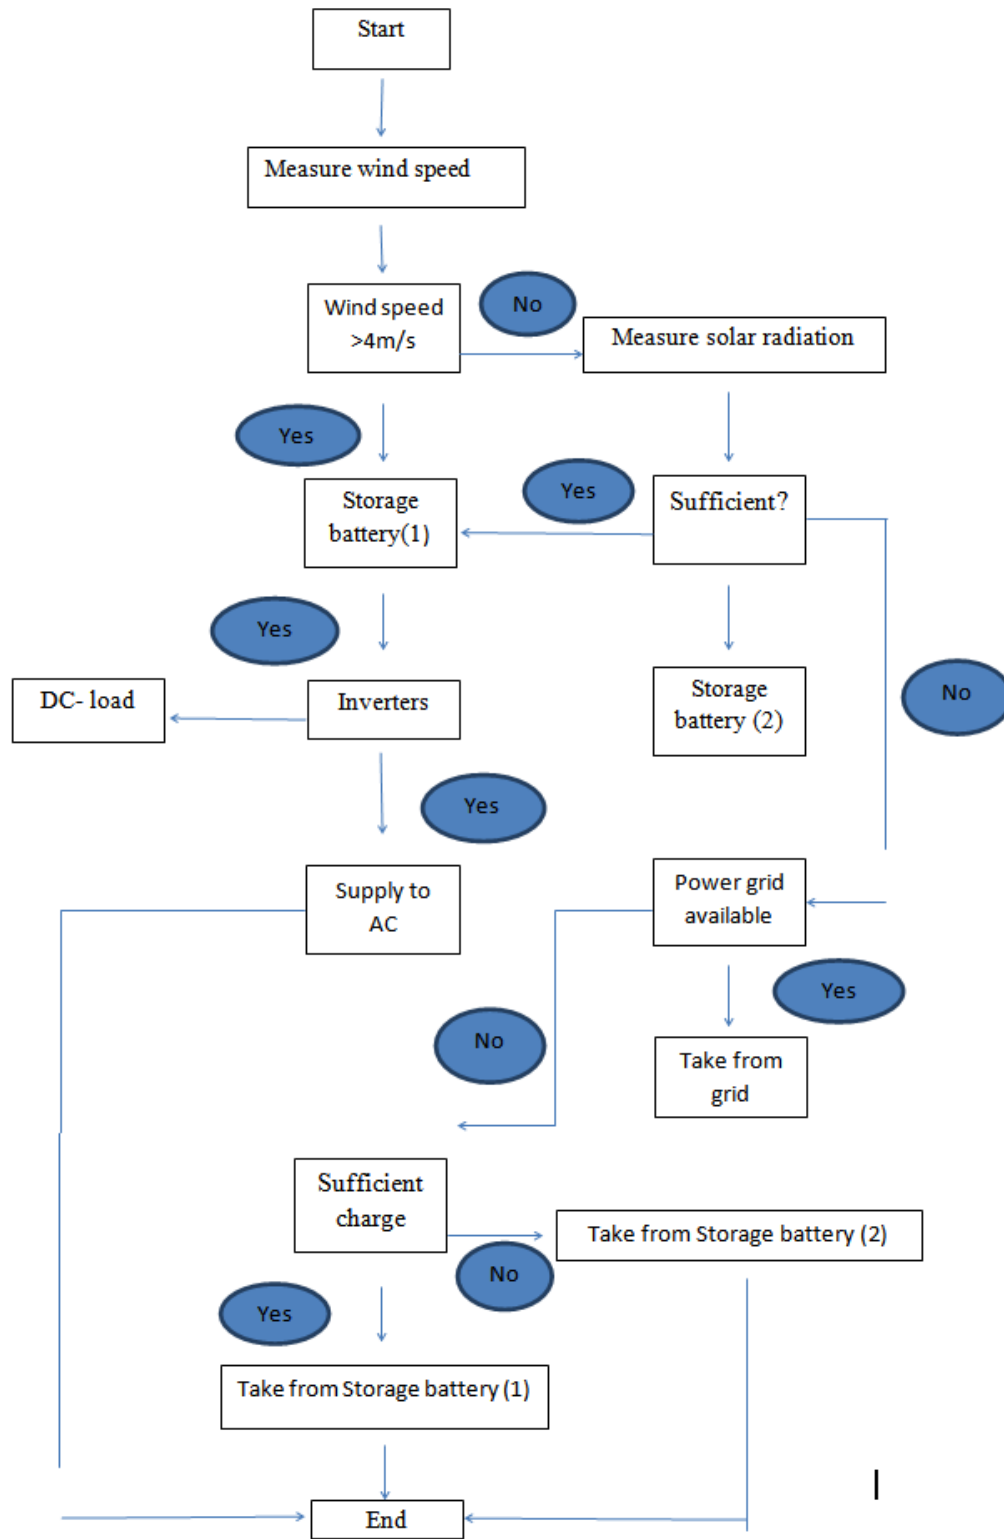 Start
Measure wind speed
Wind speed
>4m/s
No
Measure solar radiation
Yes
Storage
battery(1)
Yes
Sufficient?
Yes
Storage
battery (2)
No
DC- load
Inverters
Yes
Supply to
AC
Power grid
available
Yes
No
Take from
grid
Sufficient
charge
No
Take from Storage battery (2)
Yes
Take from Storage battery (1)
End